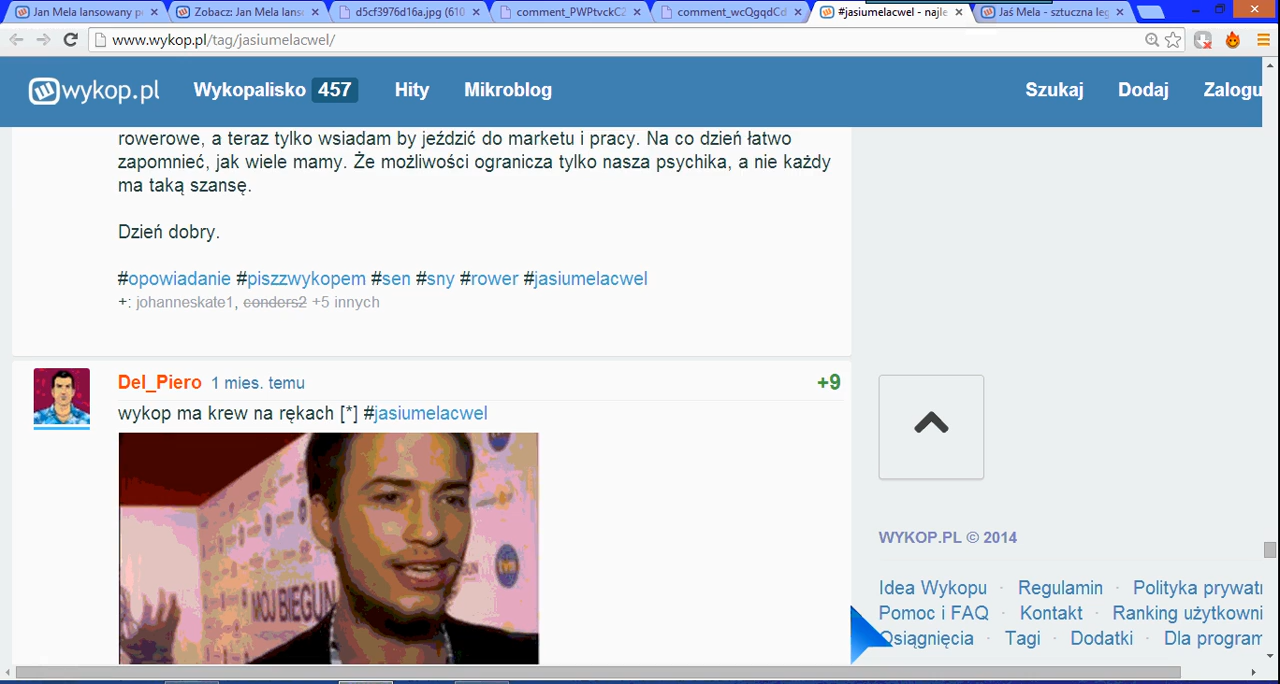 Jan Mela lansowany p
Zobacz: Jan Mela lans
d5cf3976d16a.jpg (610
comment_PWPtvckC2
comment_wcQgqdCd
#jasiumelacwel - najle
Jaś Mela - sztuczna leg
www.wykop.pl/tag/jasiumelacwel/
wykop.pl Wykopalisko 457 Hity Mikroblog Szukaj Dodaj Zalogu
rowerowe, a teraz tylko wsiadam by jeździć do marketu i pracy. Na co dzień łatwo
zapomnieć, jak wiele mamy. Że możliwości ogranicza tylko nasza psychika, a nie każdy
ma taką szansę.
Dzień dobry.
#opowiadanie #piszzwykopem #sen #sny #rower #jasiumelacwel
+: johanneskate1, conders2 +5 innych
Del_Piero 1 mies. temu +9
wykop ma krew na rękach [*] #jasiumelacwel
tvn
MÓJ BIEGUN
WYKOP.PL © 2014
Idea Wykopu · Regulamin · Polityka prywat
Pomoc i FAQ · Kontakt · Ranking użytkowni
Osiągnięcia · Tagi · Dodatki · Dla program